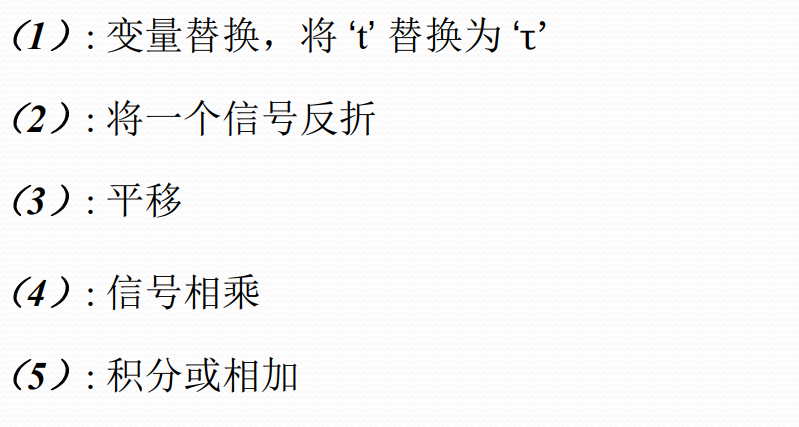 （1）: 变量替换，将 ‘t’ 替换为 ‘τ’
（2）: 将一个信号反折
（3）: 平移
（4）: 信号相乘
（5）: 积分或相加